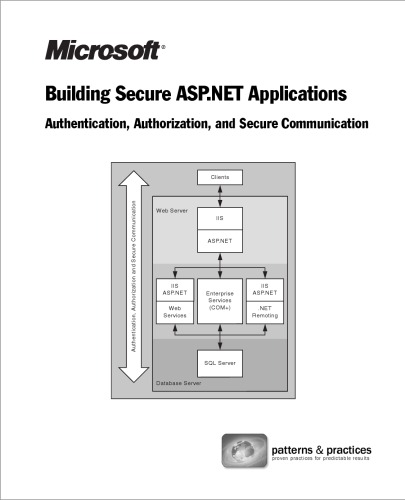 Microsoft®
Building Secure ASP.NET Applications
Authentication, Authorization, and Secure Communication
Authentication, Authorization and Secure Communication
Clients
Web Server
IIS
ASP.NET
IIS
ASP.NET
Web
Services
Enterprise
Services
(COM+)
IIS
ASP.NET
.NET
Remoting
SQL Server
Database Server
patterns & practices
proven practices for predictable results